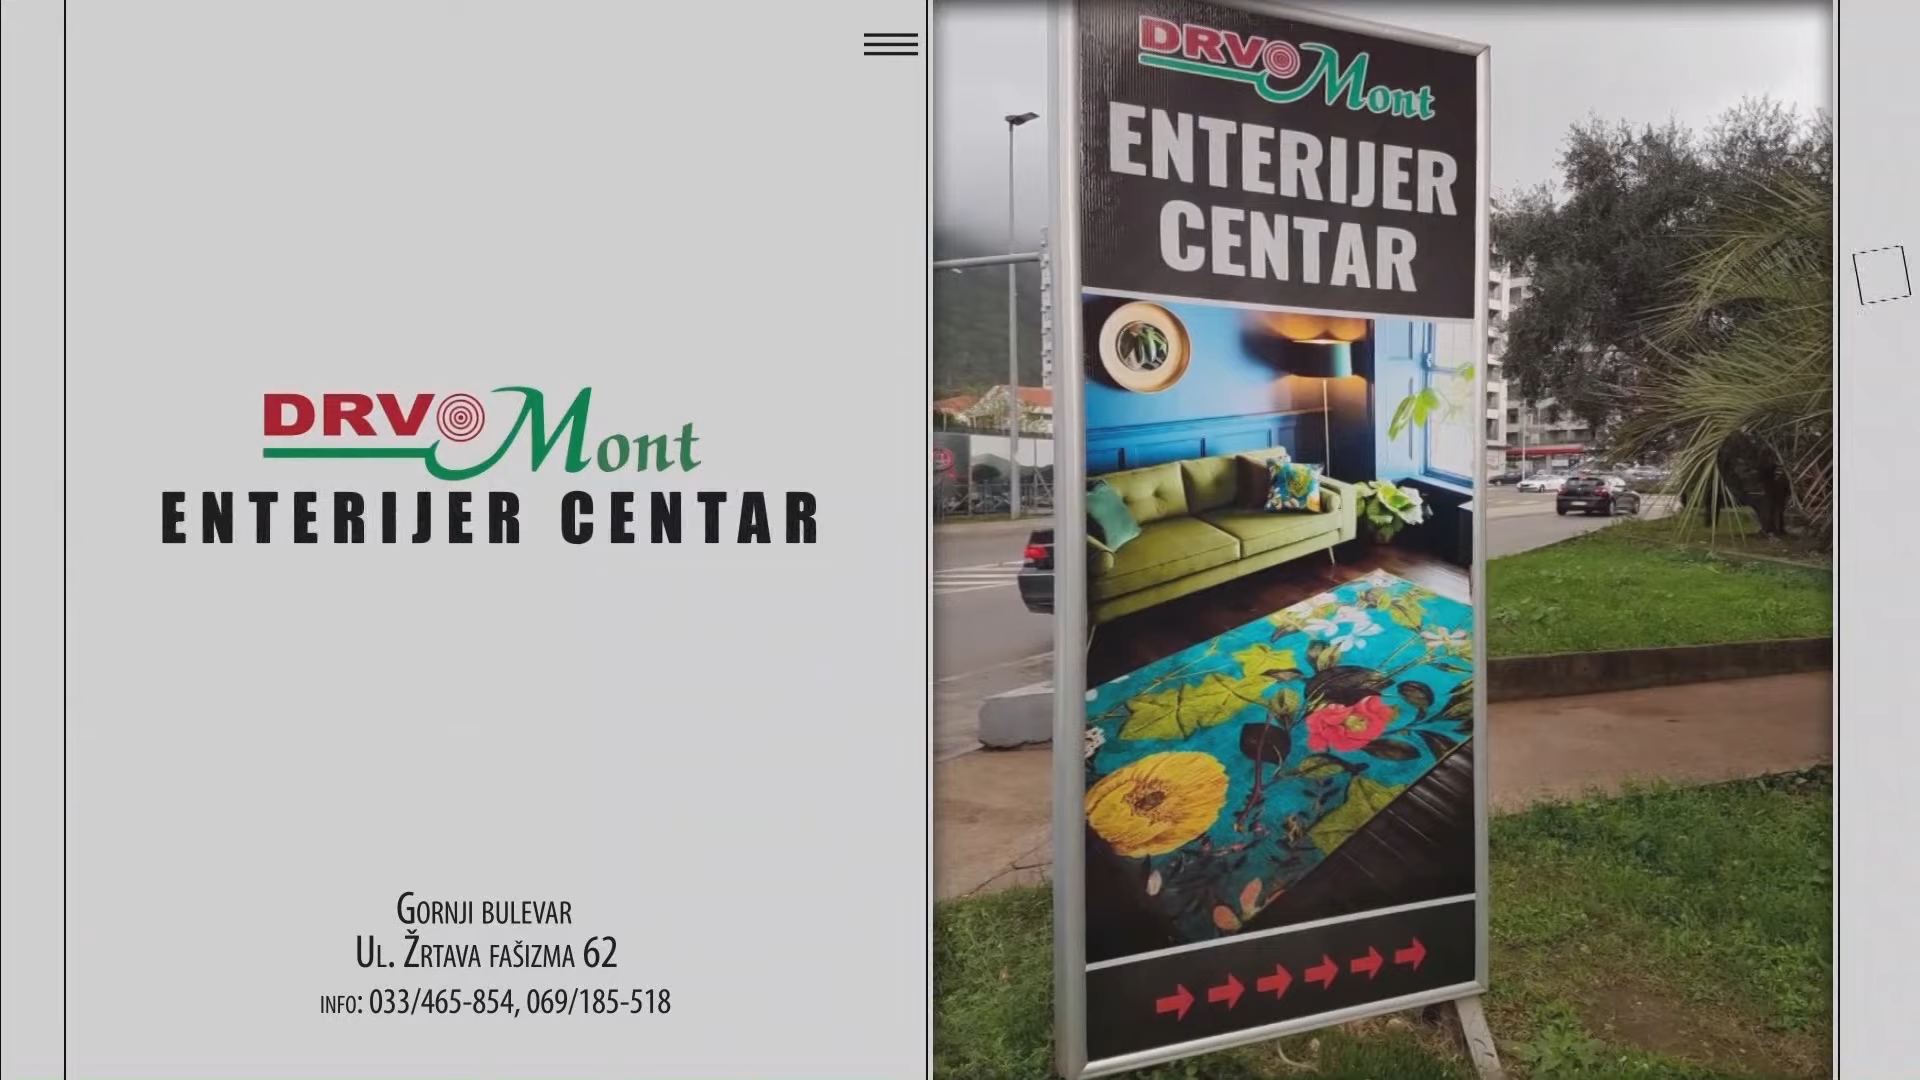 DRVO Mont
ENTERIJER CENTAR
Gornji bulevar
Ul. Žrtava fašizma 62
info: 033/465-854, 069/185-518
DRVO Mont
ENTERIJER
CENTAR